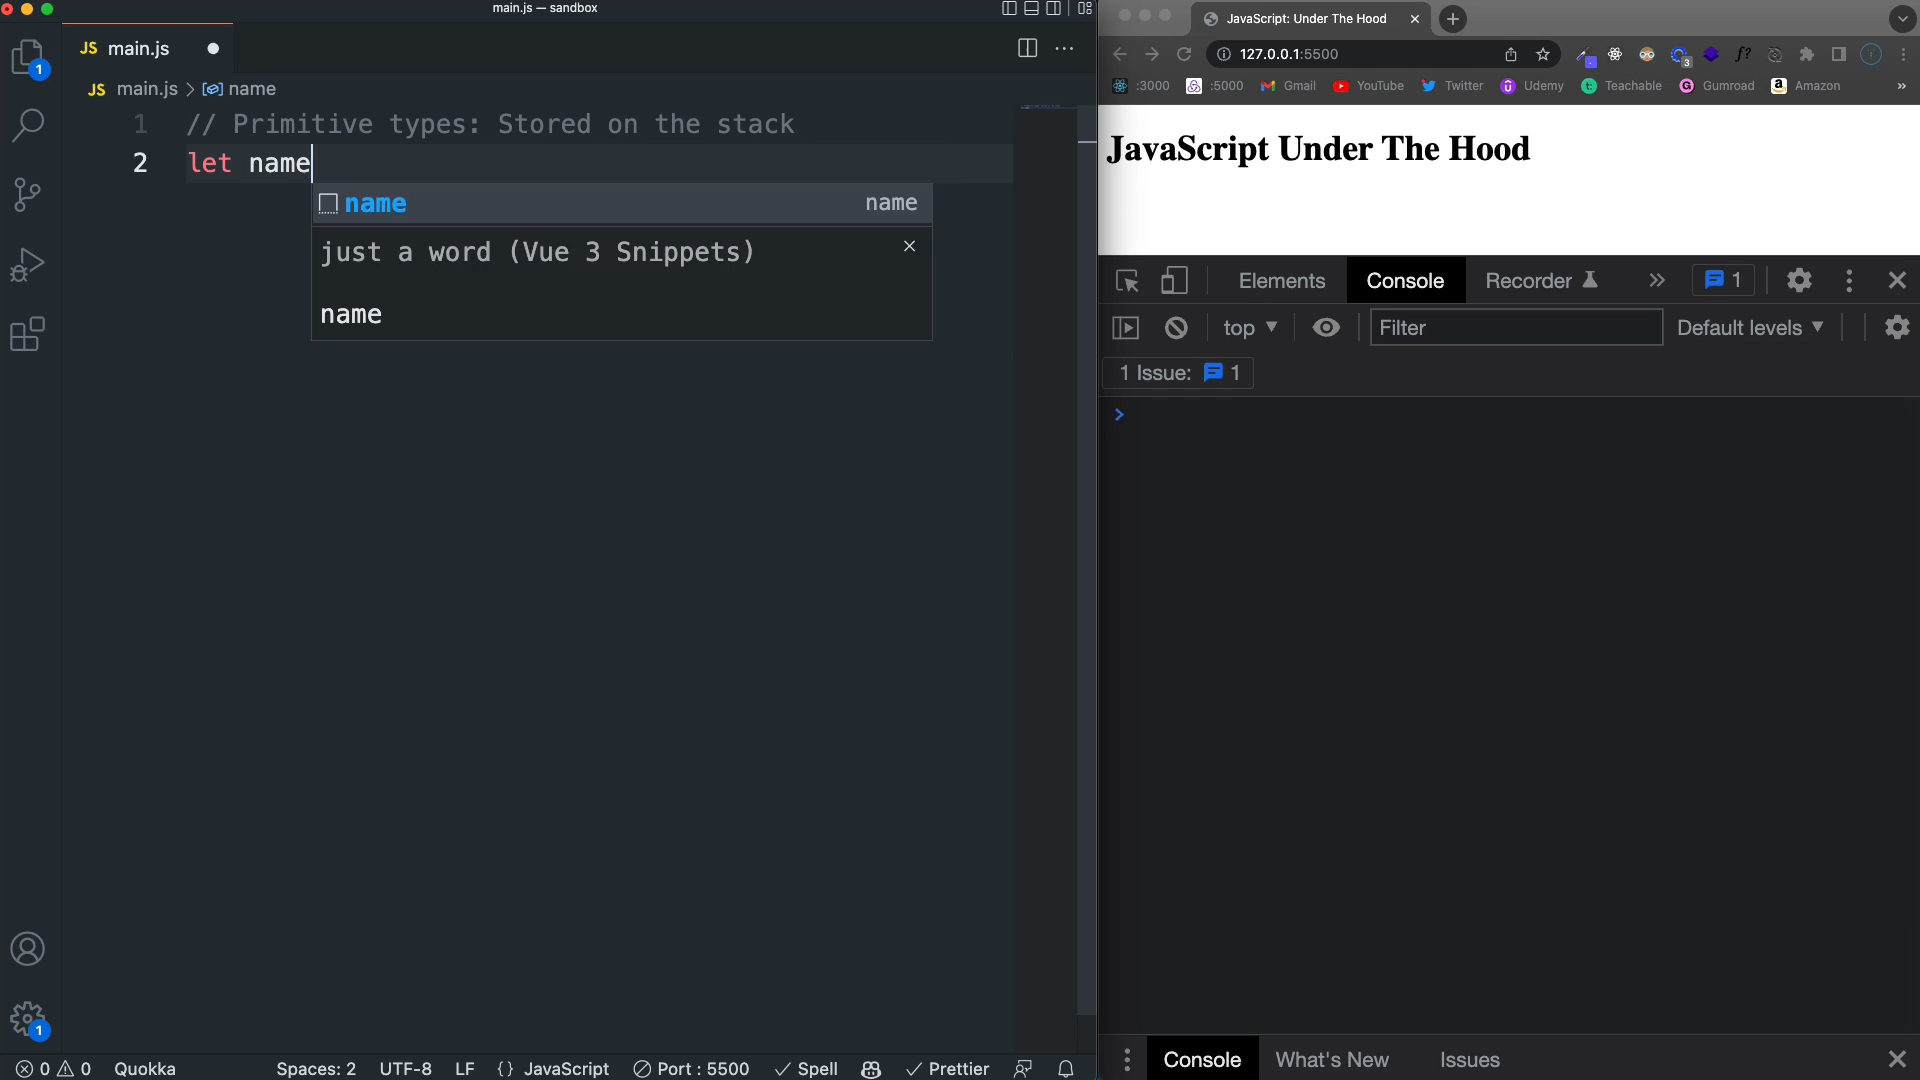 main.js — sandbox
JS main.js
JS main.js > name
1 // Primitive types: Stored on the stack
2 let name
name name
just a word (Vue 3 Snippets)
name
1
1
0 0 Quokka Spaces: 2 UTF-8 LF {} JavaScript Port : 5500 Spell Prettier
JavaScript: Under The Hood
127.0.0.1:5500
f?
3
:3000 :5000 Gmail YouTube Twitter Udemy Teachable Gumroad Amazon »
JavaScript Under The Hood
Elements Console Recorder » 1
top Filter Default levels
1 Issue: 1
>
Console What's New Issues